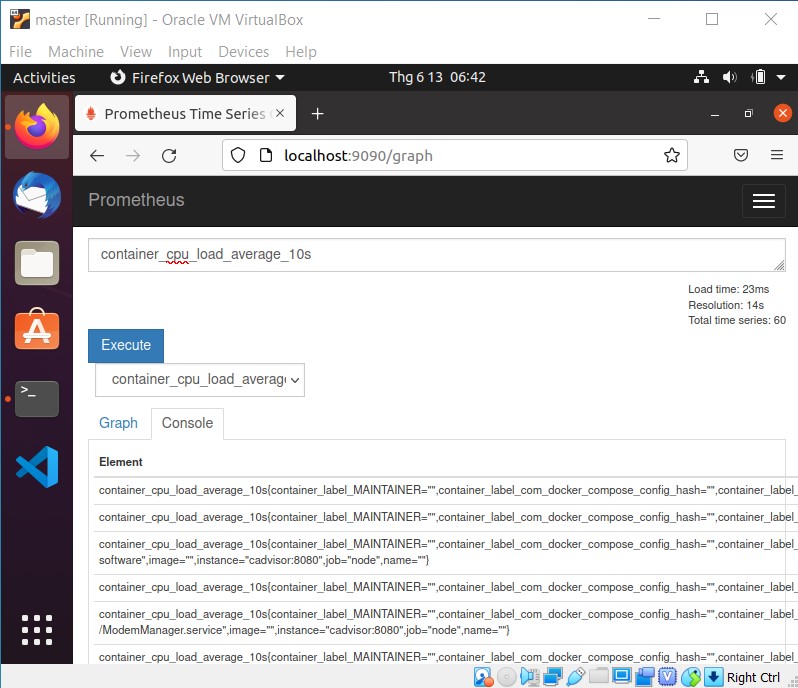 master [Running] - Oracle VM VirtualBox
File Machine View Input Devices Help
Activities Firefox Web Browser Thg 6 13 06:42
Prometheus Time Series
localhost:9090/graph
Prometheus
container_cpu_load_average_10s
Load time: 23ms
Resolution: 14s
Total time series: 60
Execute
container_cpu_load_average
Graph Console
Element
container_cpu_load_average_10s{container_label_MAINTAINER="",container_label_com_docker_compose_config_hash="",container_label_
container_cpu_load_average_10s{container_label_MAINTAINER="",container_label_com_docker_compose_config_hash="",container_label_
container_cpu_load_average_10s{container_label_MAINTAINER="",container_label_com_docker_compose_config_hash="",container_label_
software",image="",instance="cadvisor:8080",job="node",name=""}
container_cpu_load_average_10s{container_label_MAINTAINER="",container_label_com_docker_compose_config_hash="",container_label_
container_cpu_load_average_10s{container_label_MAINTAINER="",container_label_com_docker_compose_config_hash="",container_label_
/ModemManager.service",image="",instance="cadvisor:8080",job="node",name=""}
container_cpu_load_average_10s{container_label_MAINTAINER="",container_label_com_docker_compose_config_hash="",container_label_
Right Ctrl